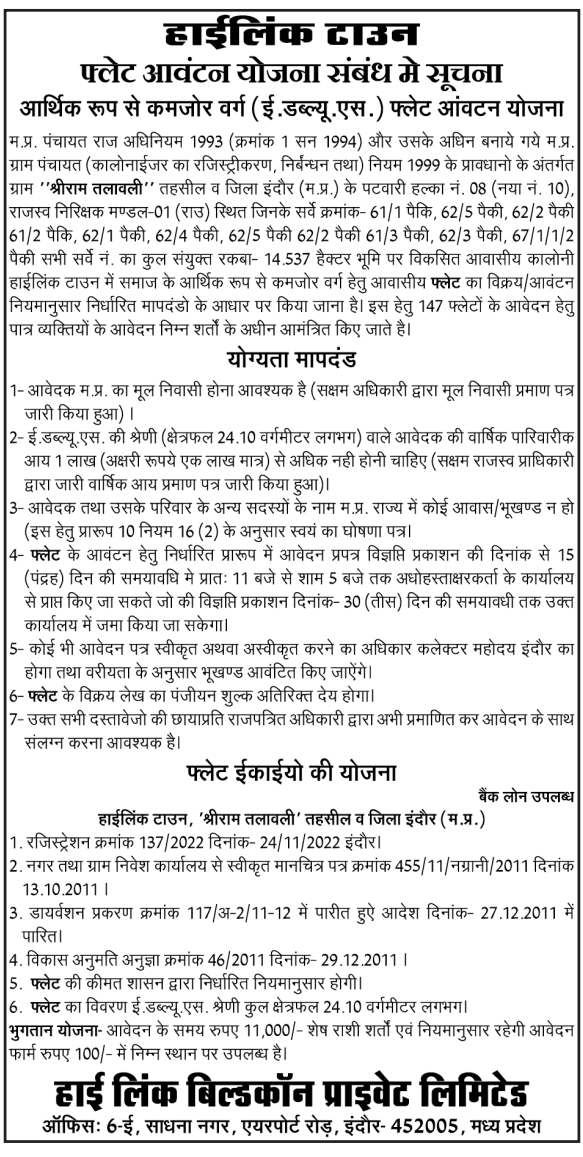 हाईलिंक टाउन
फ्लेट आवंटन योजना संबंध मे सूचना
आर्थिक रूप से कमजोर वर्ग (ई.डब्ल्यू.एस.) फ्लेट आंवटन योजना
म.प्र. पंचायत राज अधिनियम 1993 (क्रमांक 1 सन 1994) और उसके अधिन बनाये गये म.प्र.
ग्राम पंचायत (कालोनाईजर का रजिस्ट्रीकरण, निर्बन्धन तथा) नियम 1999 के प्रावधानो के अंतर्गत
ग्राम ''श्रीराम तलावली'' तहसील व जिला इंदौर (म.प्र.) के पटवारी हल्का नं. 08 (नया नं. 10),
राजस्व निरिक्षक मण्डल-01 (राउ) स्थित जिनके सर्वे क्रमांक- 61/1 पैकि, 62/5 पैकी, 62/2 पैकी
61/2 पैकि, 62/1 पैकी, 62/4 पैकी, 62/5 पैकी 62/2 पैकी 61/3 पैकी, 62/3 पैकी, 67/1/1/2
पैकी सभी सर्वे नं. का कुल संयुक्त रकबा- 14.537 हैक्टर भूमि पर विकसित आवासीय कालोनी
हाईलिंक टाउन में समाज के आर्थिक रूप से कमजोर वर्ग हेतु आवासीय फ्लेट का विक्रय/आवंटन
नियमानुसार निर्धारित मापदंडो के आधार पर किया जाना है। इस हेतु 147 फ्लेटों के आवेदन हेतु
पात्र व्यक्तियों के आवेदन निम्न शर्तो के अधीन आमंत्रित किए जाते है।
योग्यता मापदंड
1- आवेदक म.प्र. का मूल निवासी होना आवश्यक है (सक्षम अधिकारी द्वारा मूल निवासी प्रमाण पत्र
जारी किया हुआ) ।
2- ई.डब्ल्यू.एस. की श्रेणी (क्षेत्रफल 24.10 वर्गमीटर लगभग) वाले आवेदक की वार्षिक पारिवारीक
आय 1 लाख (अक्षरी रूपये एक लाख मात्र) से अधिक नही होनी चाहिए (सक्षम राजस्व प्राधिकारी
द्वारा जारी वार्षिक आय प्रमाण पत्र जारी किया हुआ)।
3- आवेदक तथा उसके परिवार के अन्य सदस्यों के नाम म.प्र. राज्य में कोई आवास/भूखण्ड न हो
(इस हेतु प्रारूप 10 नियम 16 (2) के अनुसार स्वयं का घोषणा पत्र।
4- फ्लेट के आवंटन हेतु निर्धारित प्रारूप में आवेदन प्रपत्र विज्ञप्ति प्रकाशन की दिनांक से 15
(पंद्रह) दिन की समयावधि मे प्रातः 11 बजे से शाम 5 बजे तक अधोहस्ताक्षरकर्ता के कार्यालय
से प्राप्त किए जा सकते जो की विज्ञप्ति प्रकाशन दिनांक- 30 (तीस) दिन की समयावधी तक उक्त
कार्यालय में जमा किया जा सकेगा।
5- कोई भी आवेदन पत्र स्वीकृत अथवा अस्वीकृत करने का अधिकार कलेक्टर महोदय इंदौर का
होगा तथा वरीयता के अनुसार भूखण्ड आवंटित किए जाऐंगे।
6- फ्लेट के विक्रय लेख का पंजीयन शुल्क अतिरिक्त देय होगा।
7- उक्त सभी दस्तावेजो की छायाप्रति राजपत्रित अधिकारी द्वारा अभी प्रमाणित कर आवेदन के साथ
संलग्न करना आवश्यक है।
फ्लेट ईकाईयो की योजना
बैंक लोन उपलब्ध
हाईलिंक टाउन, 'श्रीराम तलावली' तहसील व जिला इंदौर (म.प्र.)
1. रजिस्ट्रेशन क्रमांक 137/2022 दिनांक- 24/11/2022 इंदौर।
2. नगर तथा ग्राम निवेश कार्यालय से स्वीकृत मानचित्र पत्र क्रमांक 455/11/नग्रानी/2011 दिनांक
13.10.2011 ।
3. डायर्वशन प्रकरण क्रमांक 117/अ-2/11-12 में पारीत हुऐ आदेश दिनांक- 27.12.2011 में
पारित।
4. विकास अनुमति अनुज्ञा क्रमांक 46/2011 दिनांक- 29.12.2011 ।
5. फ्लेट की कीमत शासन द्वारा निर्धारित नियमानुसार होगी।
6. फ्लेट का विवरण ई.डब्ल्यू.एस. श्रेणी कुल क्षेत्रफल 24.10 वर्गमीटर लगभग।
भुगतान योजना- आवेदन के समय रुपए 11,000/- शेष राशी शर्तों एवं नियमानुसार रहेगी आवेदन
फार्म रुपए 100/- में निम्न स्थान पर उपलब्ध है।
हाई लिंक बिल्डकॉन प्राइवेट लिमिटेड
ऑफिसः 6-ई, साधना नगर, एयरपोर्ट रोड़, इंदौर- 452005, मध्य प्रदेश